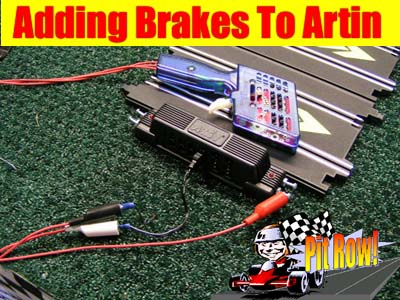 Adding Brakes To Artin
Pit Row!